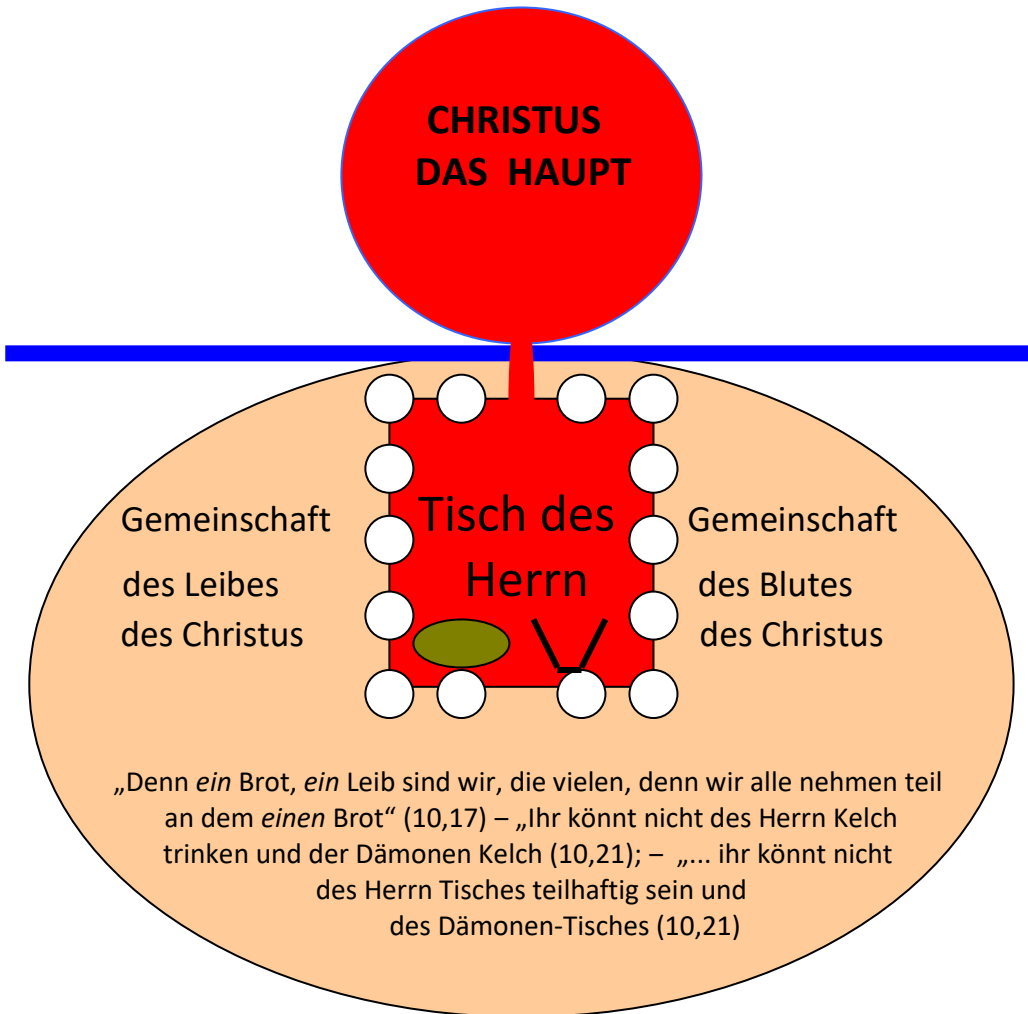 CHRISTUS
DAS HAUPT
Tisch des
Herrn
Gemeinschaft
des Leibes
des Christus
Gemeinschaft
des Blutes
des Christus
„Denn ein Brot, ein Leib sind wir, die vielen, denn wir alle nehmen teil
an dem einen Brot“ (10,17) – „Ihr könnt nicht des Herrn Kelch
trinken und der Dämonen Kelch (10,21); – „... ihr könnt nicht
des Herrn Tisches teilhaftig sein und
des Dämonen-Tisches (10,21)